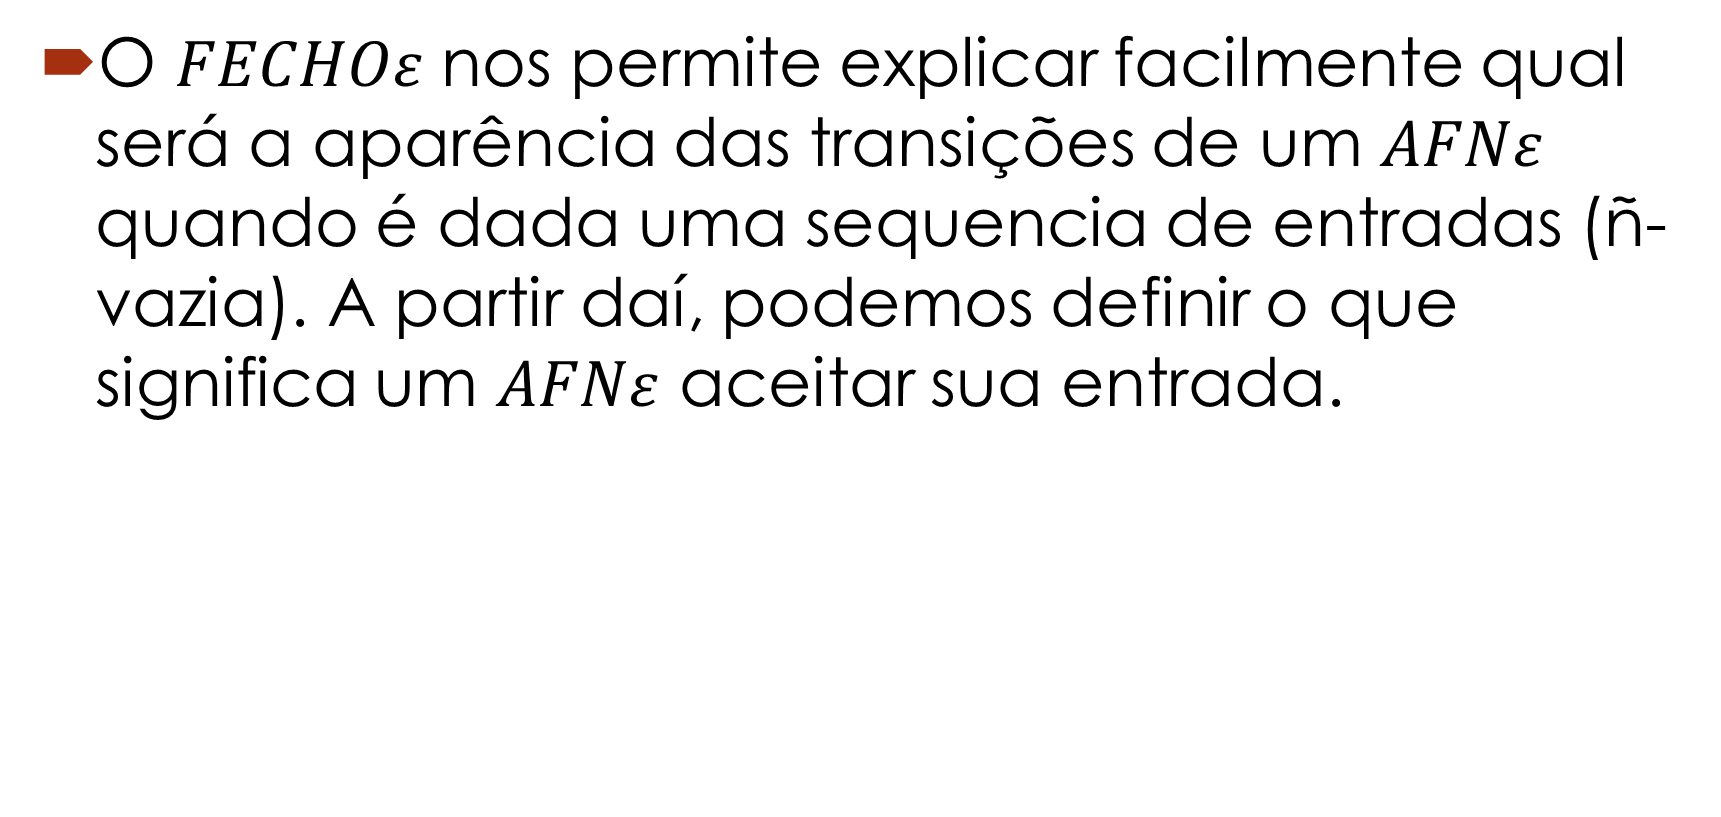 O FECHOε nos permite explicar facilmente qual
será a aparência das transições de um AFNε
quando é dada uma sequencia de entradas (ñ-
vazia). A partir daí, podemos definir o que
significa um AFNε aceitar sua entrada.